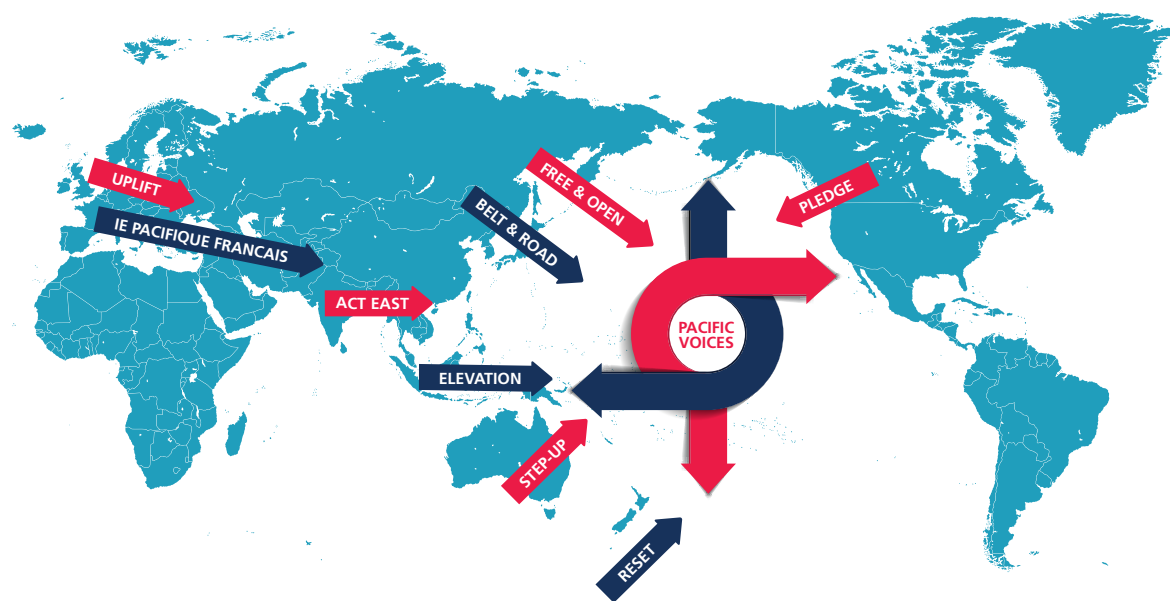 UPLIFT
IE PACIFIQUE FRANCAIS
ACT EAST
BELT & ROAD
FREE & OPEN
PLEDGE
PACIFIC
VOICES
ELEVATION
STEP-UP
RESET